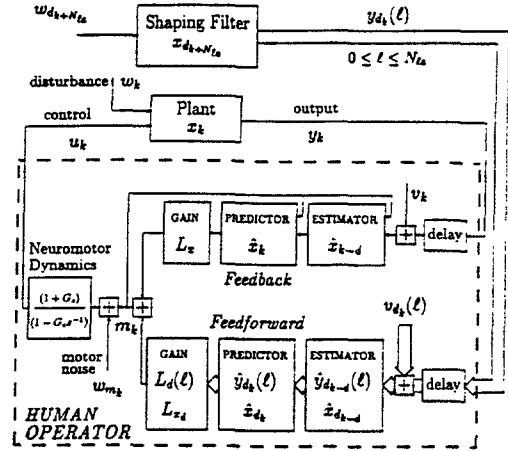 w_{d_{k+N_{ℓa}}}
Shaping Filter
x_{d_{k+N_{ℓa}}}
y_{d_k}(ℓ)
0 ≤ ℓ ≤ N_{ℓa}
disturbance w_k
Plant
x_k
control
u_k
output
y_k
v_k
GAIN
L_x
PREDICTOR
x̂_k
ESTIMATOR
x̂_{k-d}
delay
Feedback
Neuromotor
Dynamics
(1 + G_s)
(1 - G_s z^{-1})
m_k
motor
noise
w_{m_k}
Feedforward
v_{d_k}(ℓ)
GAIN
L_d(ℓ)
L_{x_d}
PREDICTOR
ŷ_{d_k}(ℓ)
x̂_{d_k}
ESTIMATOR
ŷ_{d_{k-d}}(ℓ)
x̂_{d_{k-d}}
delay
HUMAN
OPERATOR